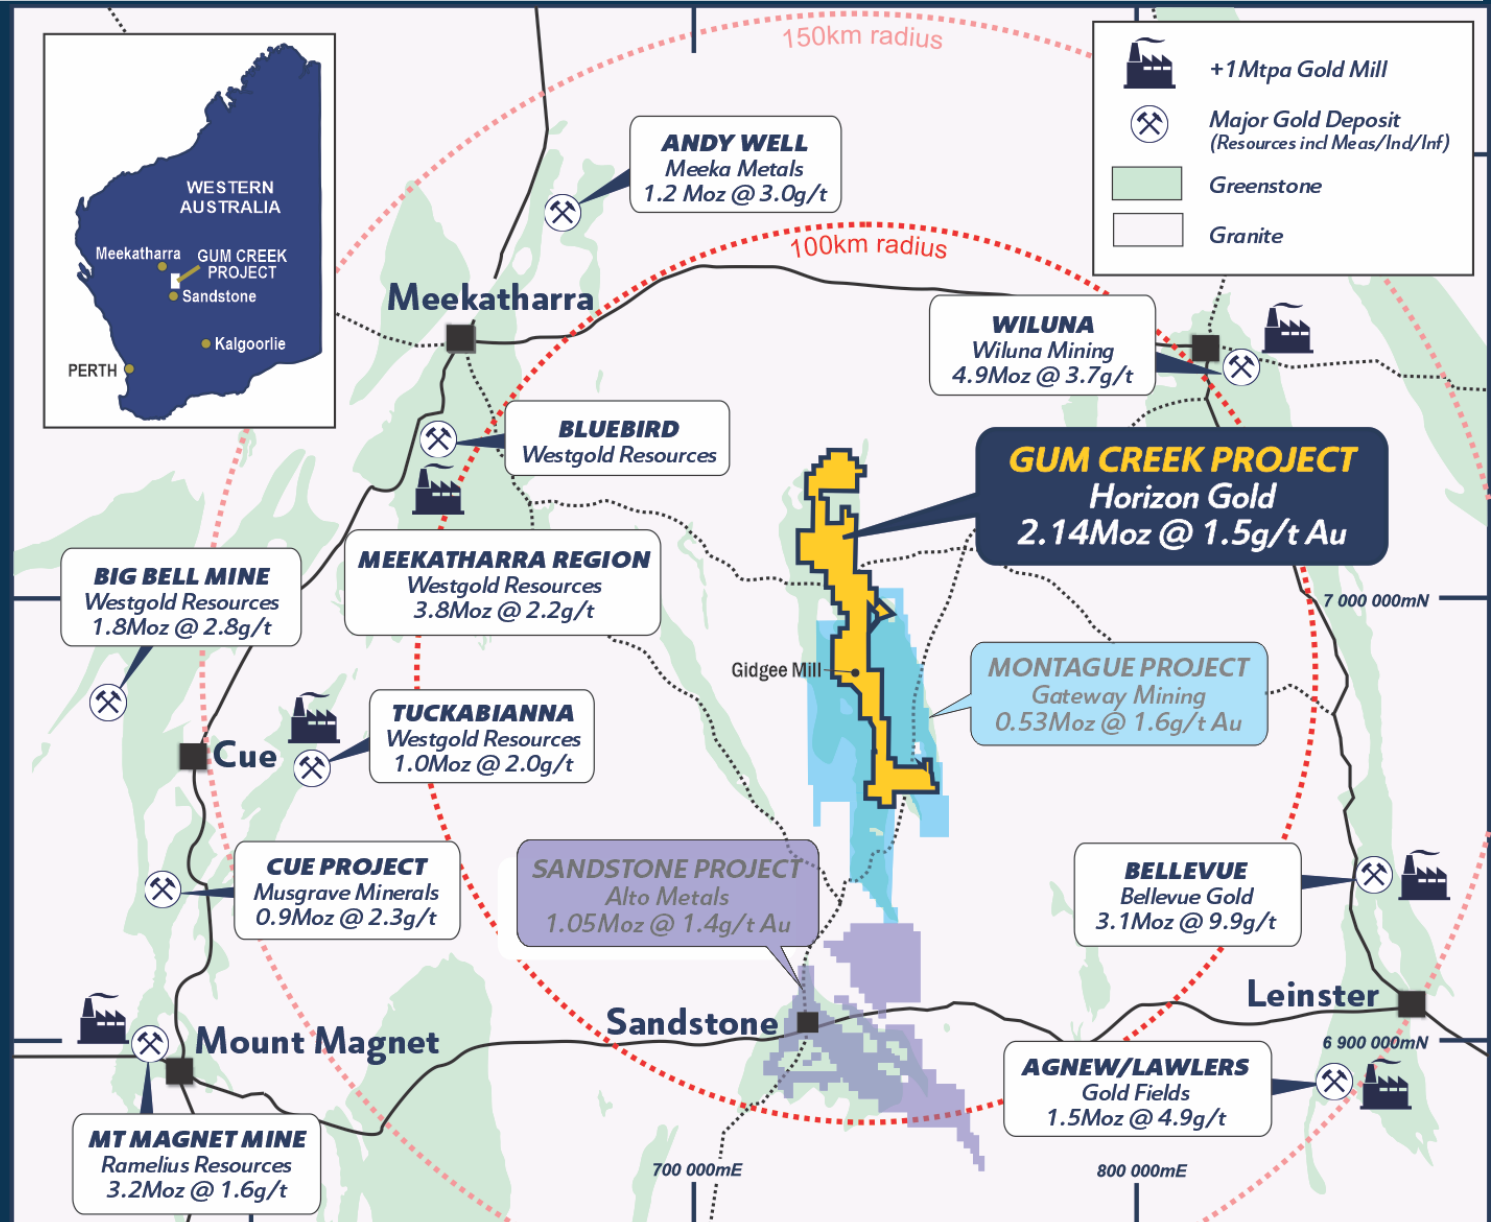 150km radius
+1Mtpa Gold Mill
Major Gold Deposit
(Resources incl Meas/Ind/Inf)
Greenstone
Granite
WESTERN
AUSTRALIA
Meekatharra
GUM CREEK
PROJECT
Sandstone
Kalgoorlie
PERTH
ANDY WELL
Meeka Metals
1.2 Moz @ 3.0g/t
100km radius
Meekatharra
WILUNA
Wiluna Mining
4.9Moz @ 3.7g/t
BLUEBIRD
Westgold Resources
GUM CREEK PROJECT
Horizon Gold
2.14Moz @ 1.5g/t Au
MEEKATHARRA REGION
Westgold Resources
3.8Moz @ 2.2g/t
BIG BELL MINE
Westgold Resources
1.8Moz @ 2.8g/t
7 000 000mN
Gidgee Mill
MONTAGUE PROJECT
Gateway Mining
0.53Moz @ 1.6g/t Au
TUCKABIANNA
Westgold Resources
1.0Moz @ 2.0g/t
Cue
CUE PROJECT
Musgrave Minerals
0.9Moz @ 2.3g/t
SANDSTONE PROJECT
Alto Metals
1.05Moz @ 1.4g/t Au
BELLEVUE
Bellevue Gold
3.1Moz @ 9.9g/t
Leinster
Sandstone
Mount Magnet
6 900 000mN
AGNEW/LAWLERS
Gold Fields
1.5Moz @ 4.9g/t
MT MAGNET MINE
Ramelius Resources
3.2Moz @ 1.6g/t
700 000mE
800 000mE